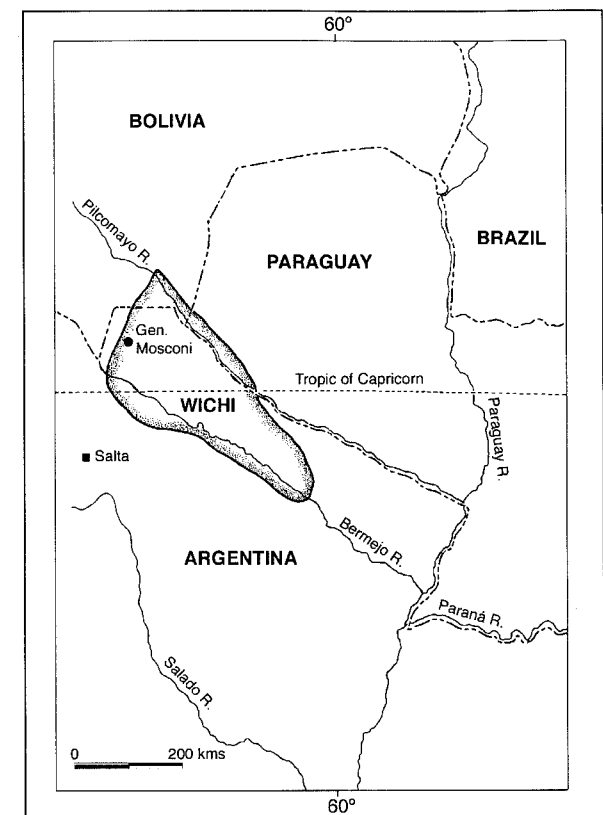 60°
BOLIVIA
Pilcomayo R.
BRAZIL
PARAGUAY
Gen.
Mosconi
Tropic of Capricorn
WICHI
Paraguay R.
Salta
Bermejo R.
ARGENTINA
Paraná R.
Salado R.
0 200 kms
60°